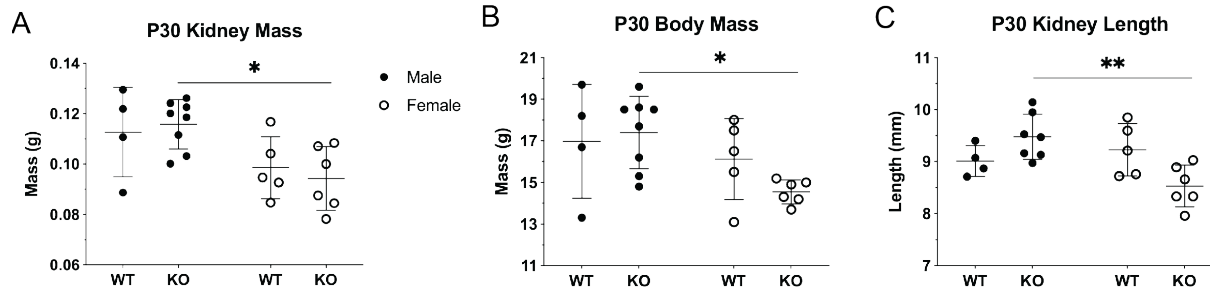 A
P30 Kidney Mass
0.14
0.12
0.10
0.08
0.06
Mass (g)
*
WT
KO
WT
KO
Male
Female
B
P30 Body Mass
21
19
17
15
13
11
Mass (g)
*
WT
KO
WT
KO
C
P30 Kidney Length
11
10
9
8
7
Length (mm)
**
WT
KO
WT
KO